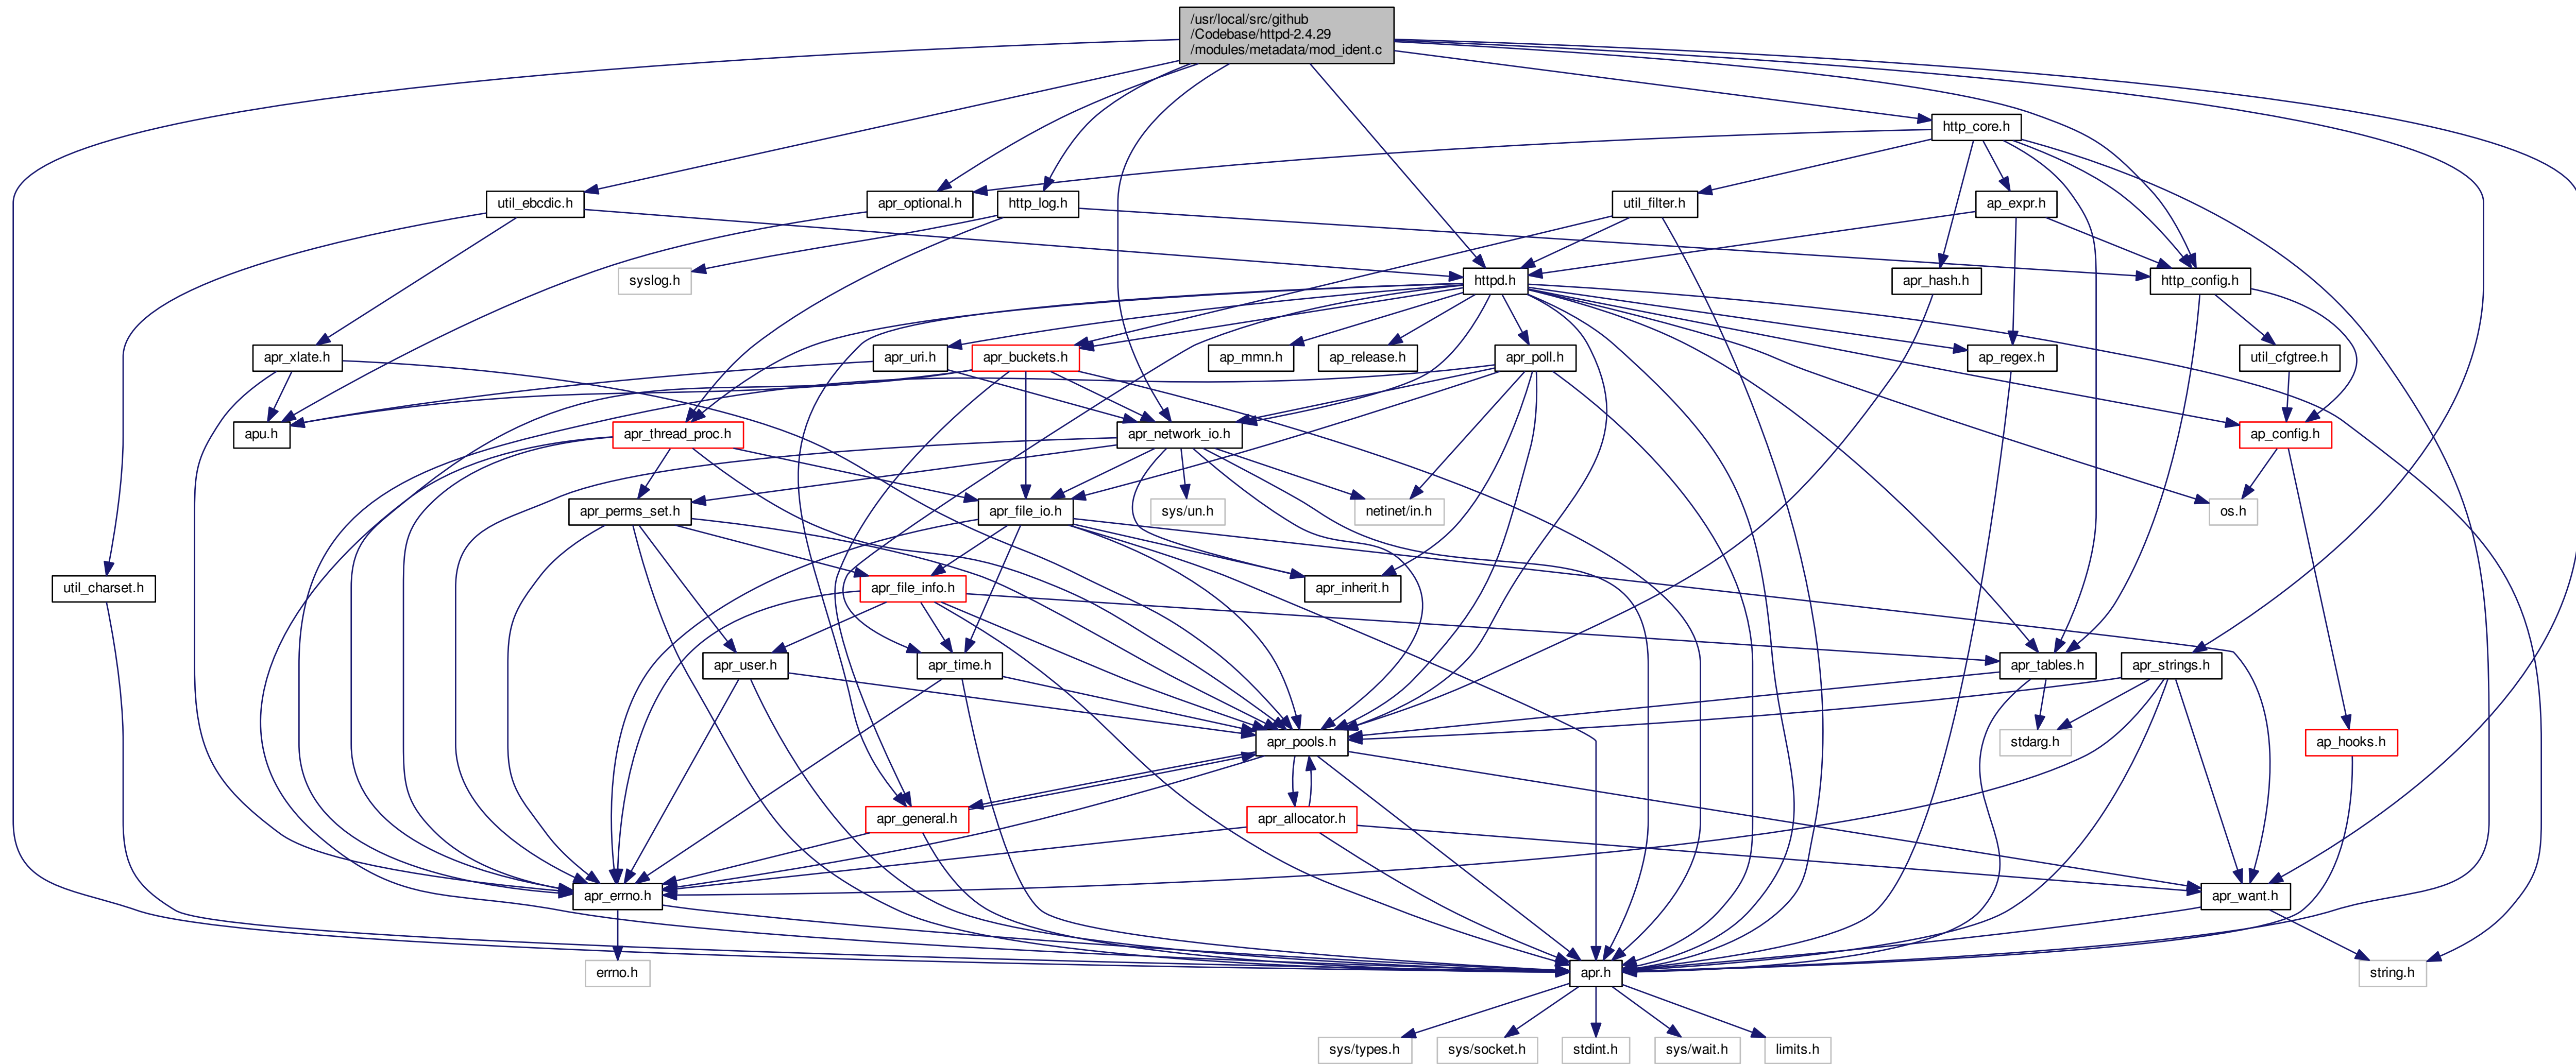 /usr/local/src/github
/Codebase/httpd-2.4.29
/modules/metadata/mod_ident.c
http_core.h
util_ebcdic.h
apr_optional.h
http_log.h
util_filter.h
ap_expr.h
syslog.h
httpd.h
apr_hash.h
http_config.h
apr_xlate.h
apr_uri.h
apr_buckets.h
ap_mmn.h
ap_release.h
apr_poll.h
ap_regex.h
util_cfgtree.h
apu.h
apr_thread_proc.h
apr_network_io.h
ap_config.h
apr_perms_set.h
apr_file_io.h
sys/un.h
netinet/in.h
os.h
util_charset.h
apr_file_info.h
apr_inherit.h
apr_user.h
apr_time.h
apr_tables.h
apr_strings.h
apr_pools.h
stdarg.h
ap_hooks.h
apr_general.h
apr_allocator.h
apr_errno.h
apr_want.h
errno.h
apr.h
string.h
sys/types.h
sys/socket.h
stdint.h
sys/wait.h
limits.h